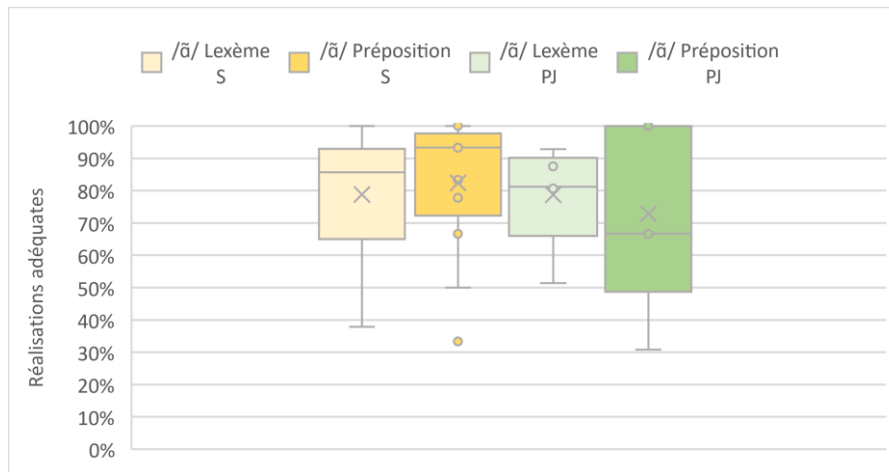 /ɑ̃/ Lexème S
/ɑ̃/ Préposition S
/ɑ̃/ Lexème PJ
/ɑ̃/ Préposition PJ
Réalisations adéquates
100%
90%
80%
70%
60%
50%
40%
30%
20%
10%
0%